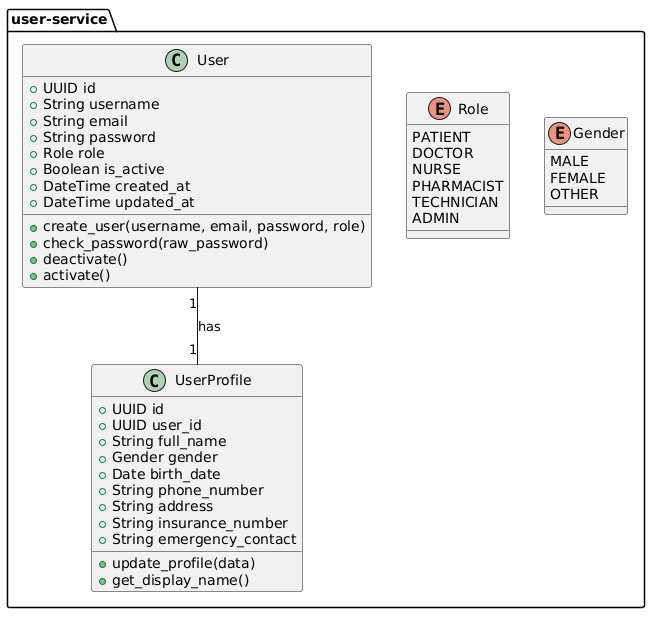 user-service
C User
UUID id
String username
String email
String password
Role role
Boolean is_active
DateTime created_at
DateTime updated_at
create_user(username, email, password, role)
check_password(raw_password)
deactivate()
activate()
E Role
PATIENT
DOCTOR
NURSE
PHARMACIST
TECHNICIAN
ADMIN
E Gender
MALE
FEMALE
OTHER
1
has
1
C UserProfile
UUID id
UUID user_id
String full_name
Gender gender
Date birth_date
String phone_number
String address
String insurance_number
String emergency_contact
update_profile(data)
get_display_name()